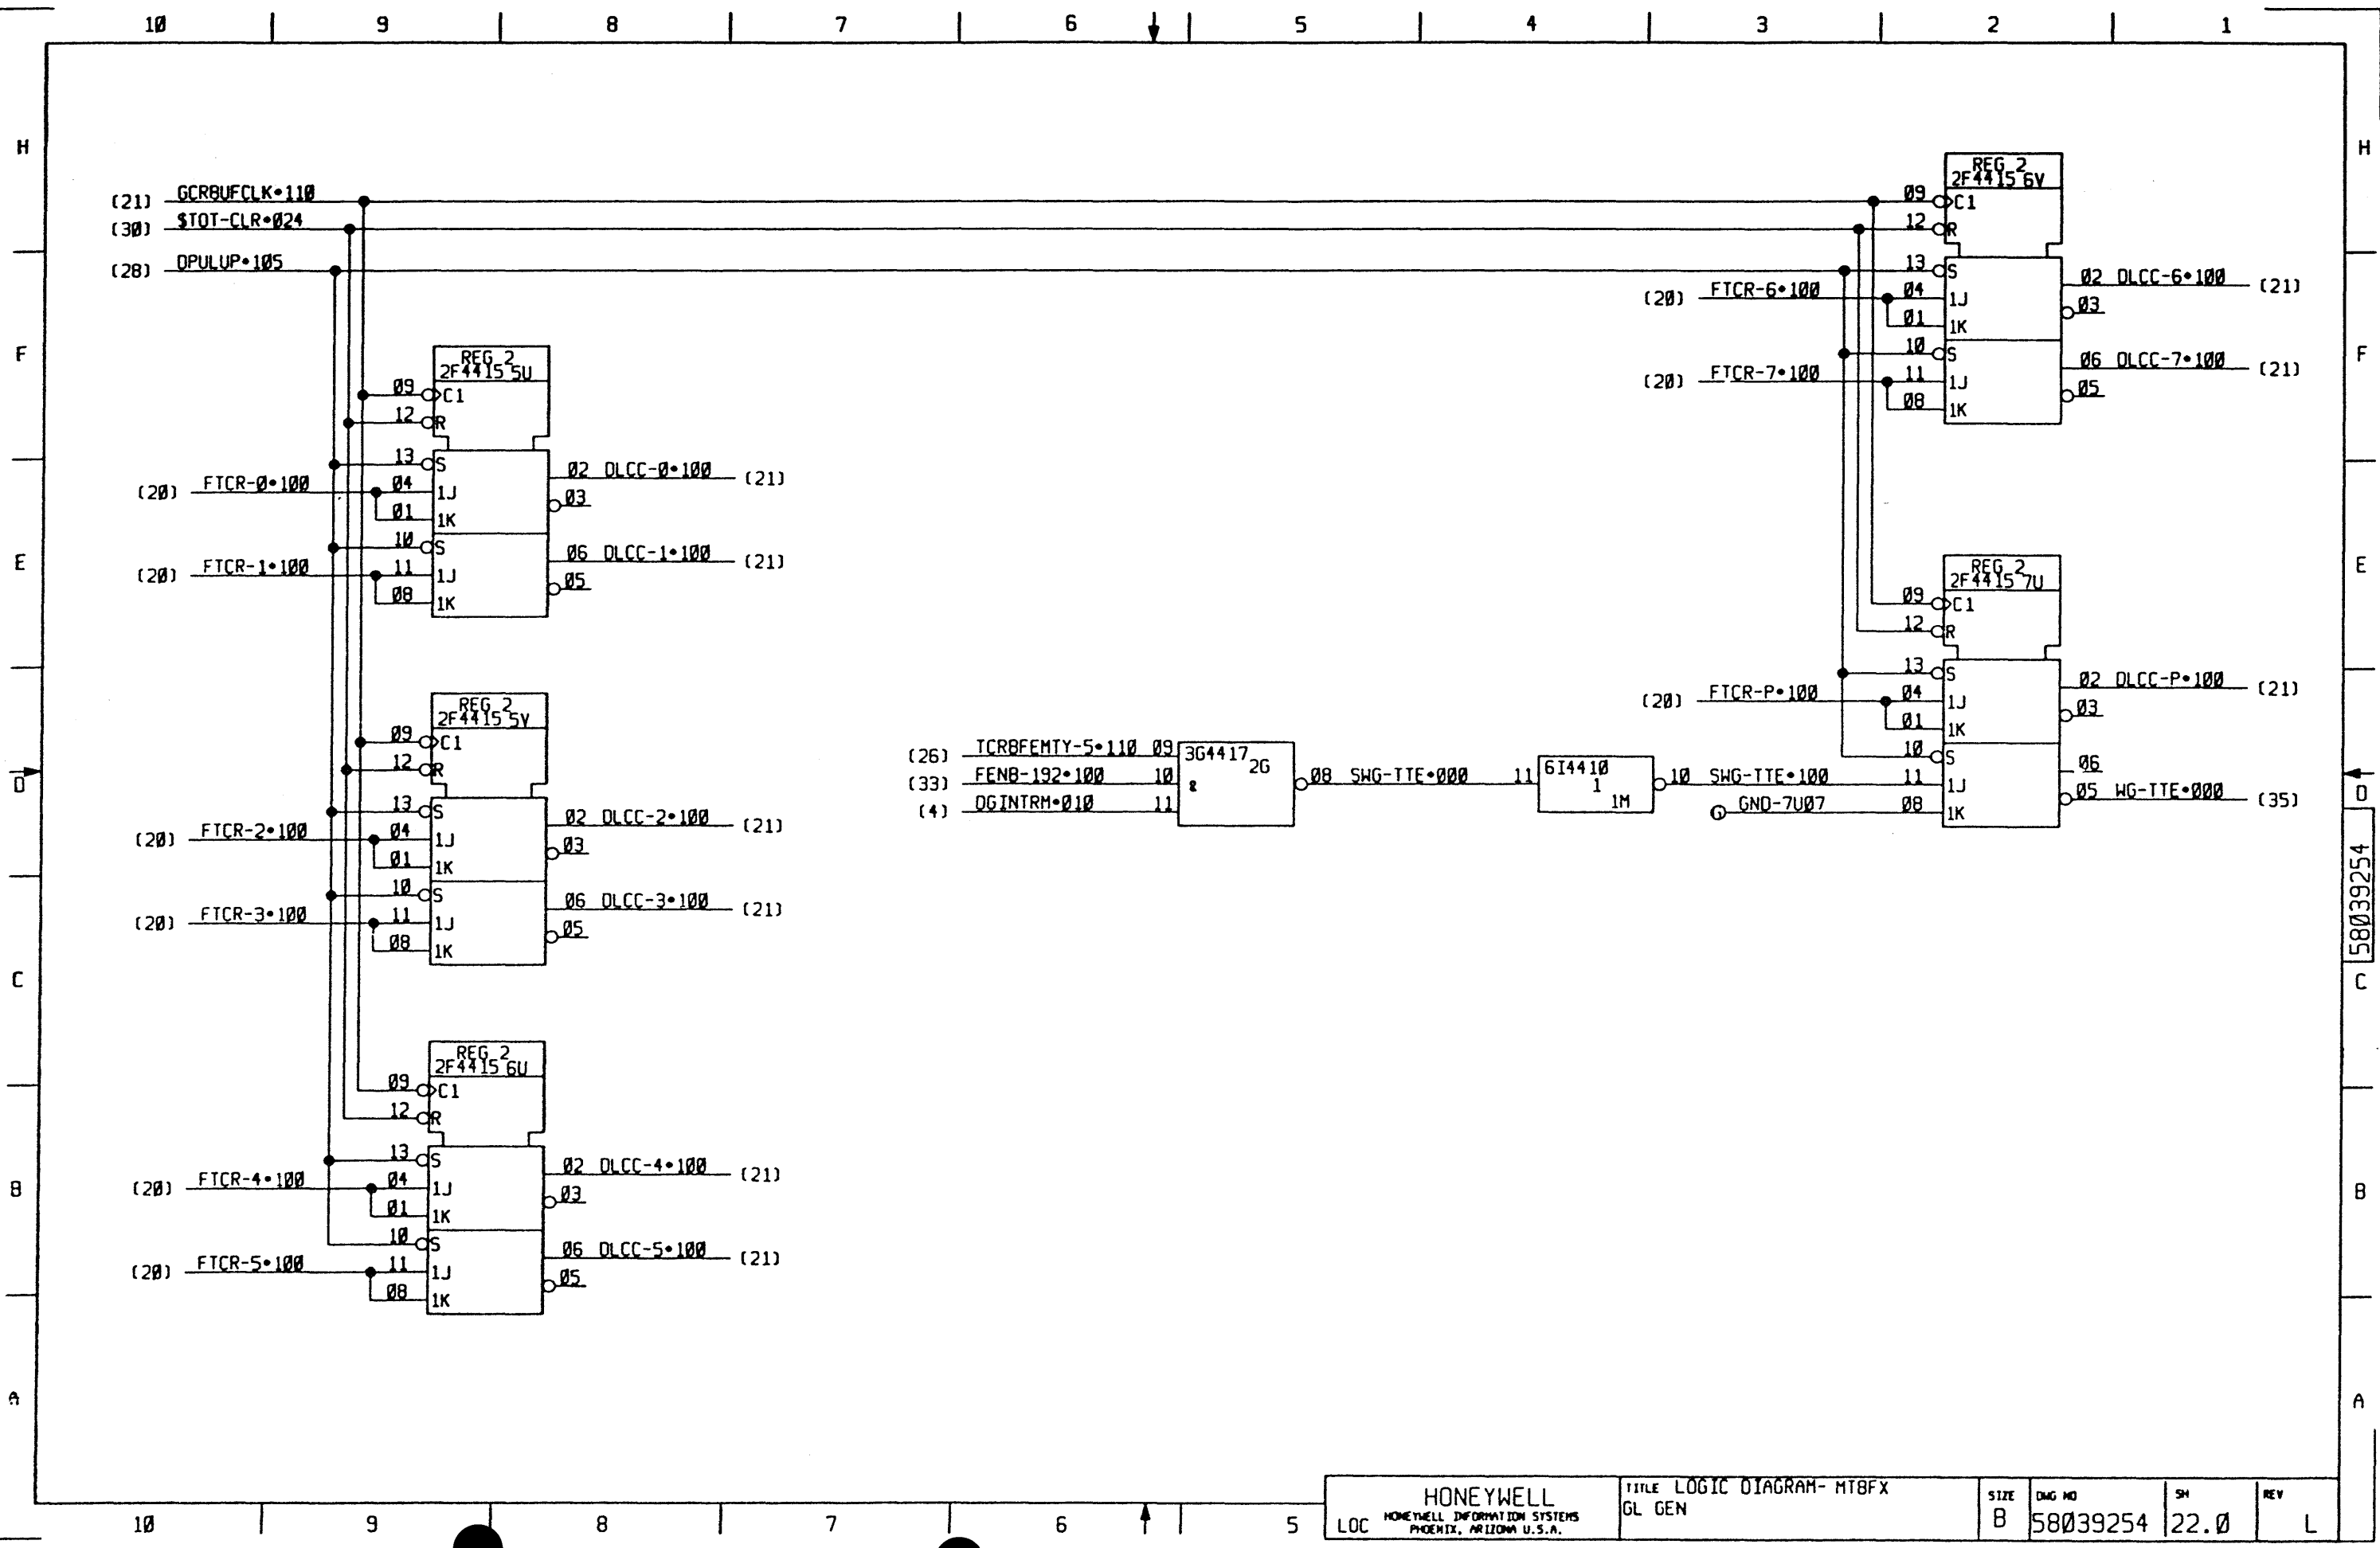 10 9 8 7 6 5 4 3 2 1
H H
(21) GCRBUFCLK•110
(30) $TOT-CLR•024
(28) DPULUP•105
REG 2
2F4415 6V
09 C1
12 R
13 S
(20) FTCR-6•100 04 1J 02 DLCC-6•100 (21)
01 1K 03
10 S
(20) FTCR-7•100 11 1J 06 DLCC-7•100 (21)
08 1K 05
F F
REG 2
2F4415 5U
09 C1
12 R
13 S
(20) FTCR-0•100 04 1J 02 DLCC-0•100 (21)
01 1K 03
10 S
(20) FTCR-1•100 11 1J 06 DLCC-1•100 (21)
08 1K 05
E E
REG 2
2F4415 7U
09 C1
12 R
13 S
(20) FTCR-P•100 04 1J 02 DLCC-P•100 (21)
01 1K 03
10 S 06
SWG-TTE•100 11 1J 05 WG-TTE•000 (35)
G GND-7U07 08 1K
(26) TCRBFEMTY-5•110 09 3G4417 2G
(33) FENB-192•100 10 & 08 SWG-TTE•000 11 6I4410 10
(4) DGINTRM•010 11 1 1M
D D
REG 2
2F4415 5V
09 C1
12 R
13 S
(20) FTCR-2•100 04 1J 02 DLCC-2•100 (21)
01 1K 03
10 S
(20) FTCR-3•100 11 1J 06 DLCC-3•100 (21)
08 1K 05
58039254
C C
REG 2
2F4415 6U
09 C1
12 R
13 S
(20) FTCR-4•100 04 1J 02 DLCC-4•100 (21)
01 1K 03
10 S
(20) FTCR-5•100 11 1J 06 DLCC-5•100 (21)
08 1K 05
B B
A A
10 9 8 7 6 5
LOC HONEYWELL
HONEYWELL INFORMATION SYSTEMS
PHOENIX, ARIZONA U.S.A.
TITLE LOGIC DIAGRAM- MTBFX
GL GEN
SIZE B
DWG NO 58039254
SH 22.0
REV L